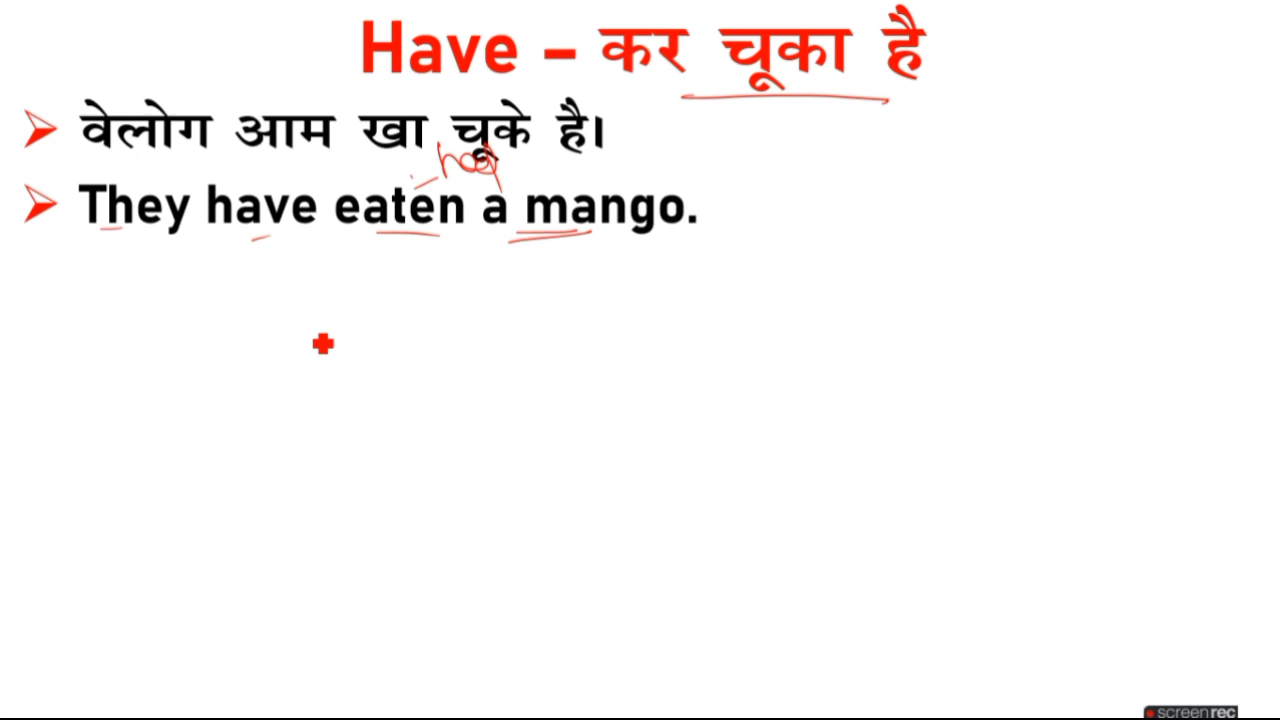 Have – कर चूका है
वेलोग आम खा चूके है।
They have eaten a mango.
screenrec